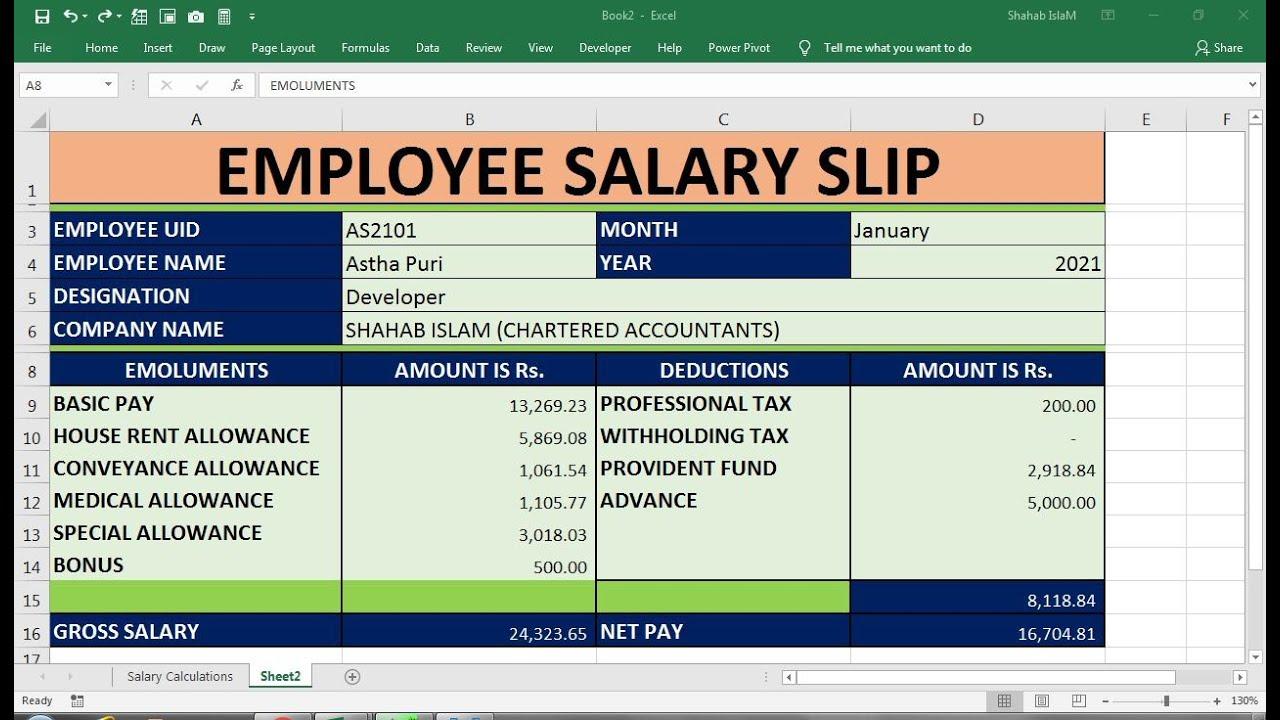 Book2 - Excel Shahab IslaM
File Home Insert Draw Page Layout Formulas Data Review View Developer Help Power Pivot Tell me what you want to do Share
A8 fx EMOLUMENTS
A B C D E F
1 EMPLOYEE SALARY SLIP
3 EMPLOYEE UID AS2101 MONTH January
4 EMPLOYEE NAME Astha Puri YEAR 2021
5 DESIGNATION Developer
6 COMPANY NAME SHAHAB ISLAM (CHARTERED ACCOUNTANTS)
8 EMOLUMENTS AMOUNT IS Rs. DEDUCTIONS AMOUNT IS Rs.
9 BASIC PAY 13,269.23 PROFESSIONAL TAX 200.00
10 HOUSE RENT ALLOWANCE 5,869.08 WITHHOLDING TAX -
11 CONVEYANCE ALLOWANCE 1,061.54 PROVIDENT FUND 2,918.84
12 MEDICAL ALLOWANCE 1,105.77 ADVANCE 5,000.00
13 SPECIAL ALLOWANCE 3,018.03
14 BONUS 500.00
15 8,118.84
16 GROSS SALARY 24,323.65 NET PAY 16,704.81
17
Salary Calculations Sheet2
Ready 130%